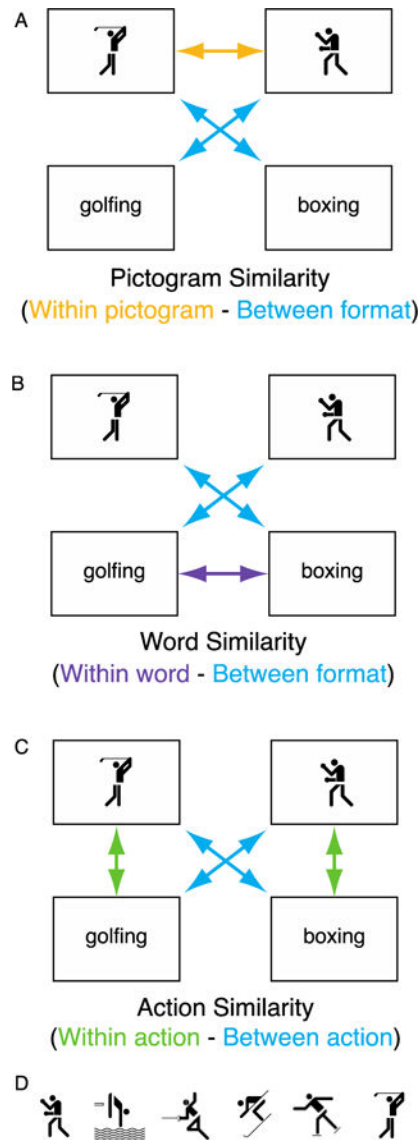 A
golfing boxing
Pictogram Similarity
(Within pictogram - Between format)
B
golfing boxing
Word Similarity
(Within word - Between format)
C
golfing boxing
Action Similarity
(Within action - Between action)
D